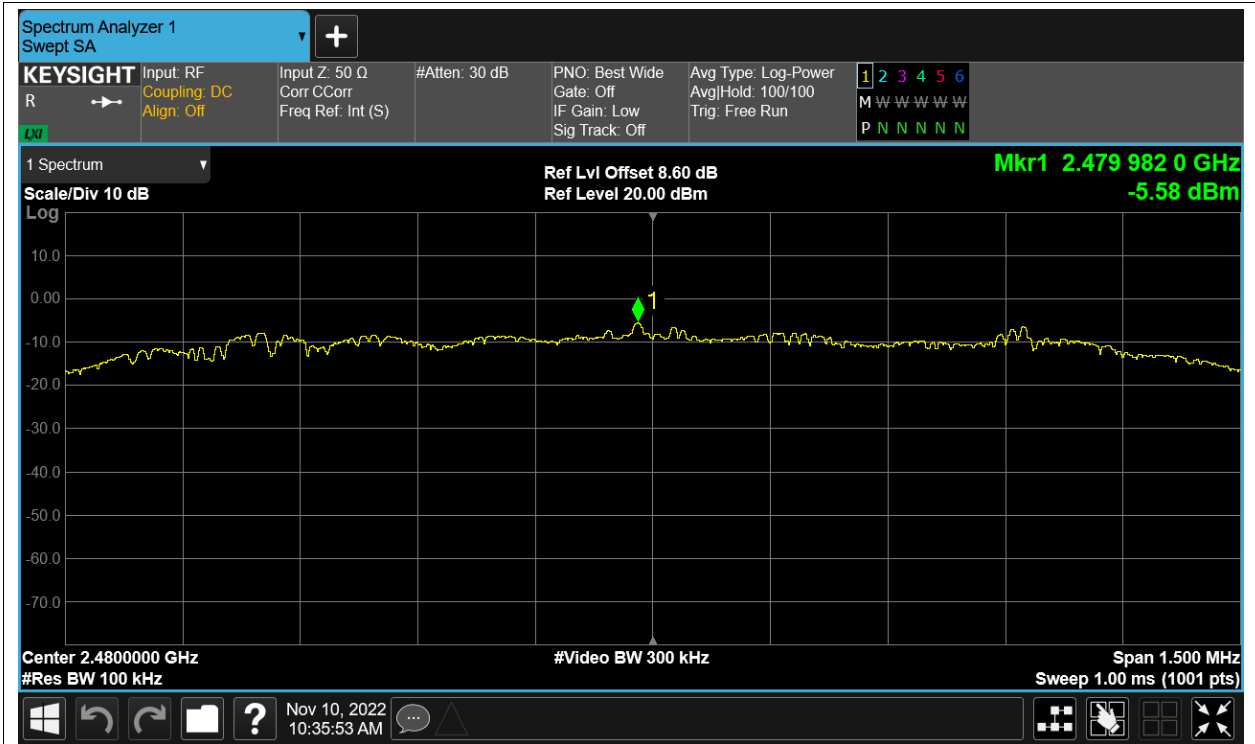 Spectrum Analyzer 1
Swept SA
KEYSIGHT
R
LXI
Input: RF
Coupling: DC
Align: Off
Input Z: 50 Ω
Corr CCorr
Freq Ref: Int (S)
#Atten: 30 dB
PNO: Best Wide
Gate: Off
IF Gain: Low
Sig Track: Off
Avg Type: Log-Power
Avg|Hold: 100/100
Trig: Free Run
1 2 3 4 5 6
M W W W W W
P N N N N N
1 Spectrum
Scale/Div 10 dB
Ref Lvl Offset 8.60 dB
Ref Level 20.00 dBm
Mkr1 2.479 982 0 GHz
-5.58 dBm
Log
10.0
0.00
-10.0
-20.0
-30.0
-40.0
-50.0
-60.0
-70.0
1
Center 2.4800000 GHz
#Res BW 100 kHz
#Video BW 300 kHz
Span 1.500 MHz
Sweep 1.00 ms (1001 pts)
?
Nov 10, 2022
10:35:53 AM